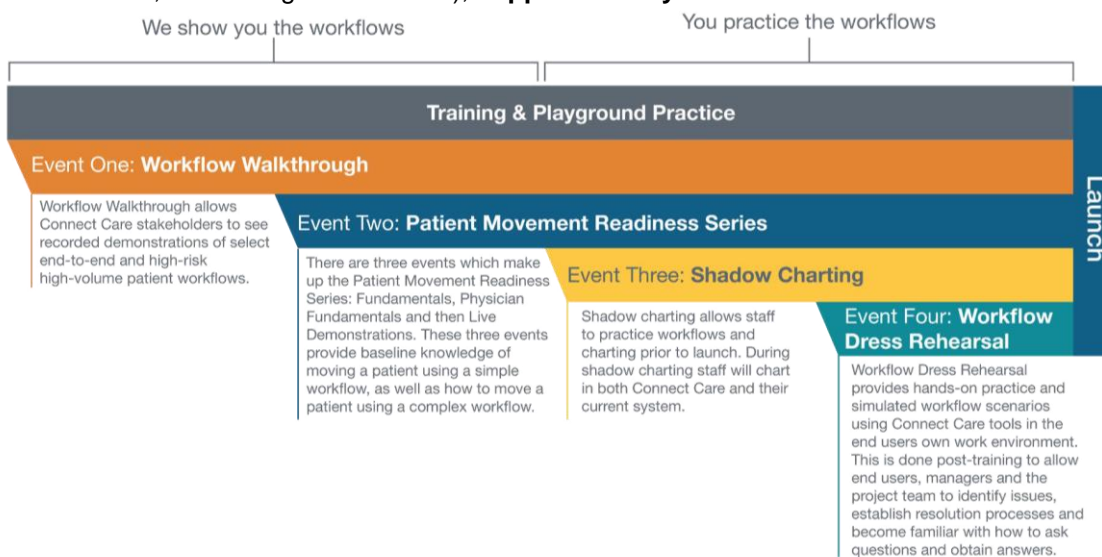 We show you the workflows
You practice the workflows
Training & Playground Practice
Launch
Event One: Workflow Walkthrough
Workflow Walkthrough allows
Connect Care stakeholders to see
recorded demonstrations of select
end-to-end and high-risk
high-volume patient workflows.
Event Two: Patient Movement Readiness Series
There are three events which make
up the Patient Movement Readiness
Series: Fundamentals, Physician
Fundamentals and then Live
Demonstrations. These three events
provide baseline knowledge of
moving a patient using a simple
workflow, as well as how to move a
patient using a complex workflow.
Event Three: Shadow Charting
Shadow charting allows staff
to practice workflows and
charting prior to launch. During
shadow charting staff will chart
in both Connect Care and their
current system.
Event Four: Workflow
Dress Rehearsal
Workflow Dress Rehearsal
provides hands-on practice and
simulated workflow scenarios
using Connect Care tools in the
end users own work environment.
This is done post-training to allow
end users, managers and the
project team to identify issues,
establish resolution processes and
become familiar with how to ask
questions and obtain answers.